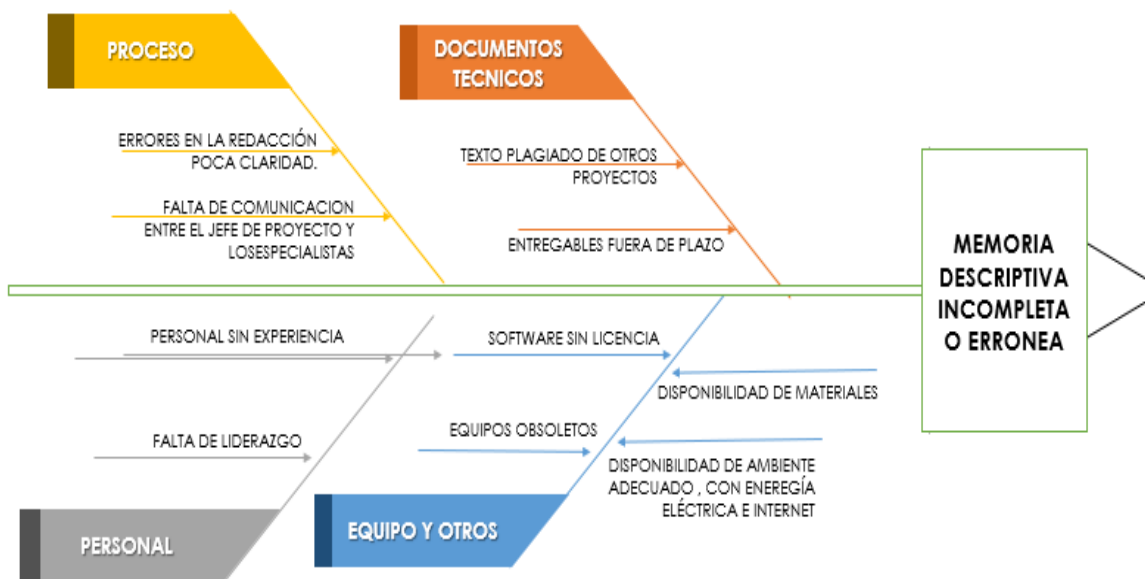 PROCESO
DOCUMENTOS
TECNICOS
ERRORES EN LA REDACCIÓN
POCA CLARIDAD.
TEXTO PLAGIADO DE OTROS
PROYECTOS
FALTA DE COMUNICACION
ENTRE EL JEFE DE PROYECTO Y
LOSESPECIALISTAS
ENTREGABLES FUERA DE PLAZO
MEMORIA
DESCRIPTIVA
INCOMPLETA
O ERRONEA
PERSONAL SIN EXPERIENCIA
SOFTWARE SIN LICENCIA
DISPONIBILIDAD DE MATERIALES
FALTA DE LIDERAZGO
EQUIPOS OBSOLETOS
DISPONIBILIDAD DE AMBIENTE
ADECUADO , CON ENEREGÍA
ELÉCTRICA E INTERNET
PERSONAL
EQUIPO Y OTROS